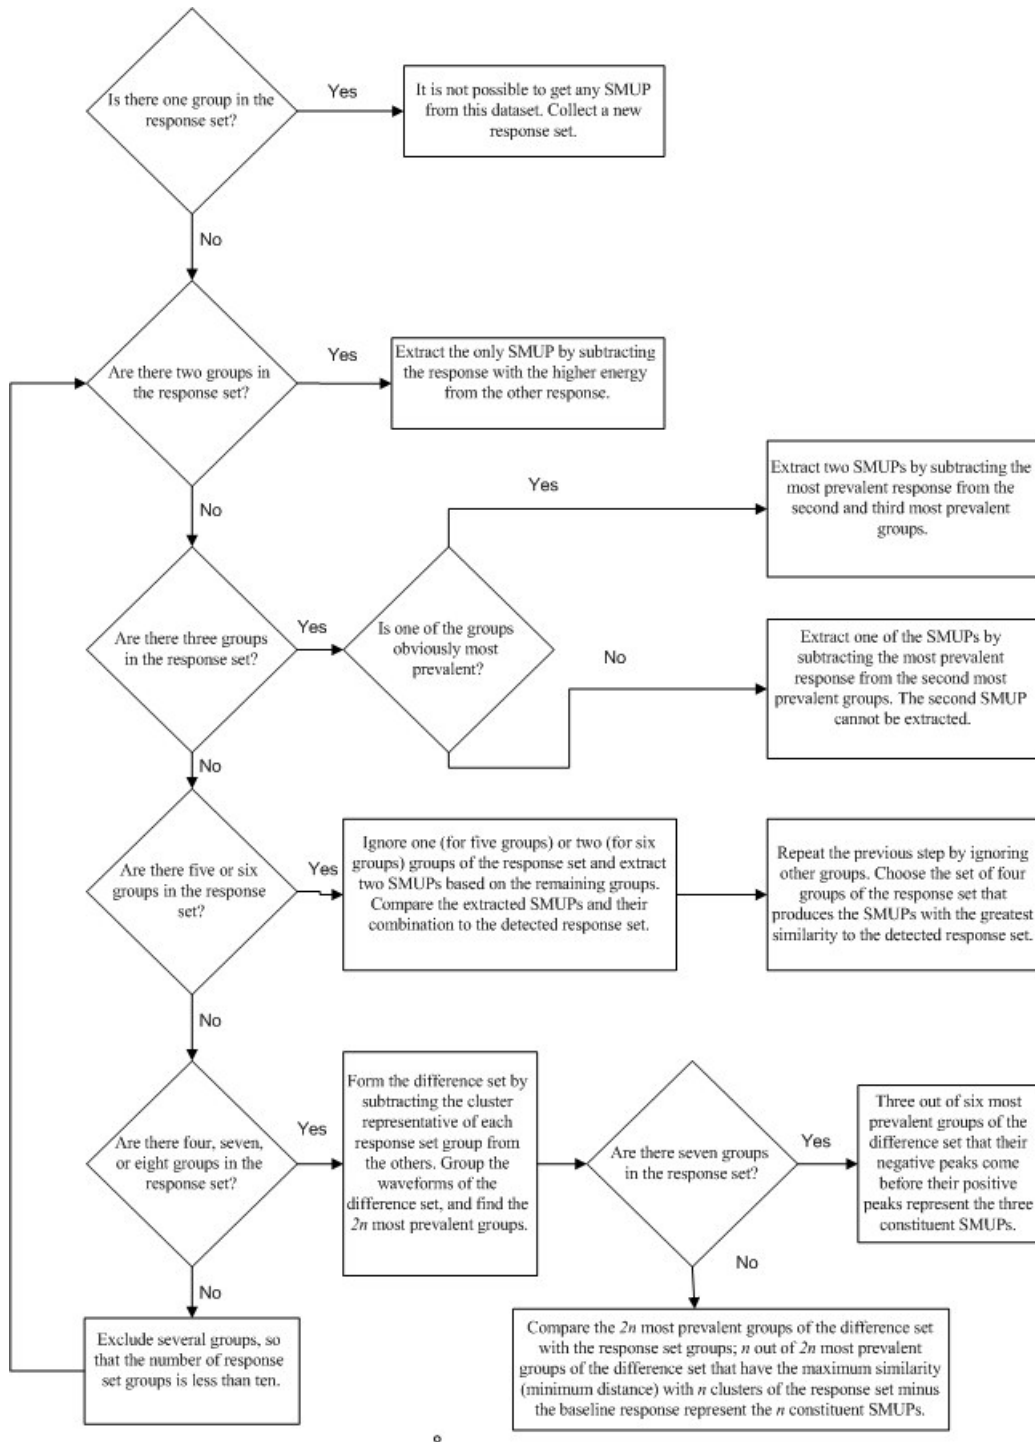 Is there one group in the
response set?
Yes
It is not possible to get any SMUP
from this dataset. Collect a new
response set.
No
Are there two groups in
the response set?
Yes
Extract the only SMUP by subtracting
the response with the higher energy
from the other response.
No
Are there three groups
in the response set?
Yes
Is one of the groups
obviously most
prevalent?
Yes
Extract two SMUPs by subtracting the
most prevalent response from the
second and third most prevalent
groups.
No
Extract one of the SMUPs by
subtracting the most prevalent
response from the second most
prevalent groups. The second SMUP
cannot be extracted.
No
Are there five or six
groups in the response
set?
Yes
Ignore one (for five groups) or two (for six
groups) groups of the response set and extract
two SMUPs based on the remaining groups.
Compare the extracted SMUPs and their
combination to the detected response set.
Repeat the previous step by ignoring
other groups. Choose the set of four
groups of the response set that
produces the SMUPs with the greatest
similarity to the detected response set.
No
Are there four, seven,
or eight groups in the
response set?
Yes
Form the difference set by
subtracting the cluster
representative of each
response set group from
the others. Group the
waveforms of the
difference set, and find the
2n most prevalent groups.
Are there seven groups
in the response set?
Yes
Three out of six most
prevalent groups of the
difference set that their
negative peaks come
before their positive
peaks represent the three
constituent SMUPs.
No
Compare the 2n most prevalent groups of the difference set
with the response set groups; n out of 2n most prevalent
groups of the difference set that have the maximum similarity
(minimum distance) with n clusters of the response set minus
the baseline response represent the n constituent SMUPs.
No
Exclude several groups, so
that the number of response
set groups is less than ten.